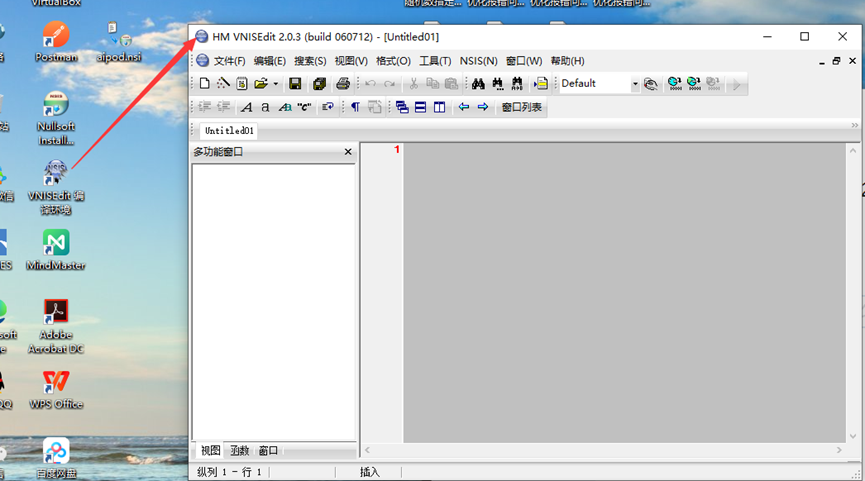 VirtualBox
Postman
aipod.nsi
Nullsoft
Install...
VNISEdit 编
译环境
MindMaster
Adobe
Acrobat DC
WPS Office
百度网盘
HM VNISEdit 2.0.3 (build 060712) - [Untitled01]
文件(F) 编辑(E) 搜索(S) 视图(V) 格式(O) 工具(T) NSIS(N) 窗口(W) 帮助(H)
Default
窗口列表
Untitled01
多功能窗口
1
视图 函数 窗口
纵列 1 - 行 1
插入